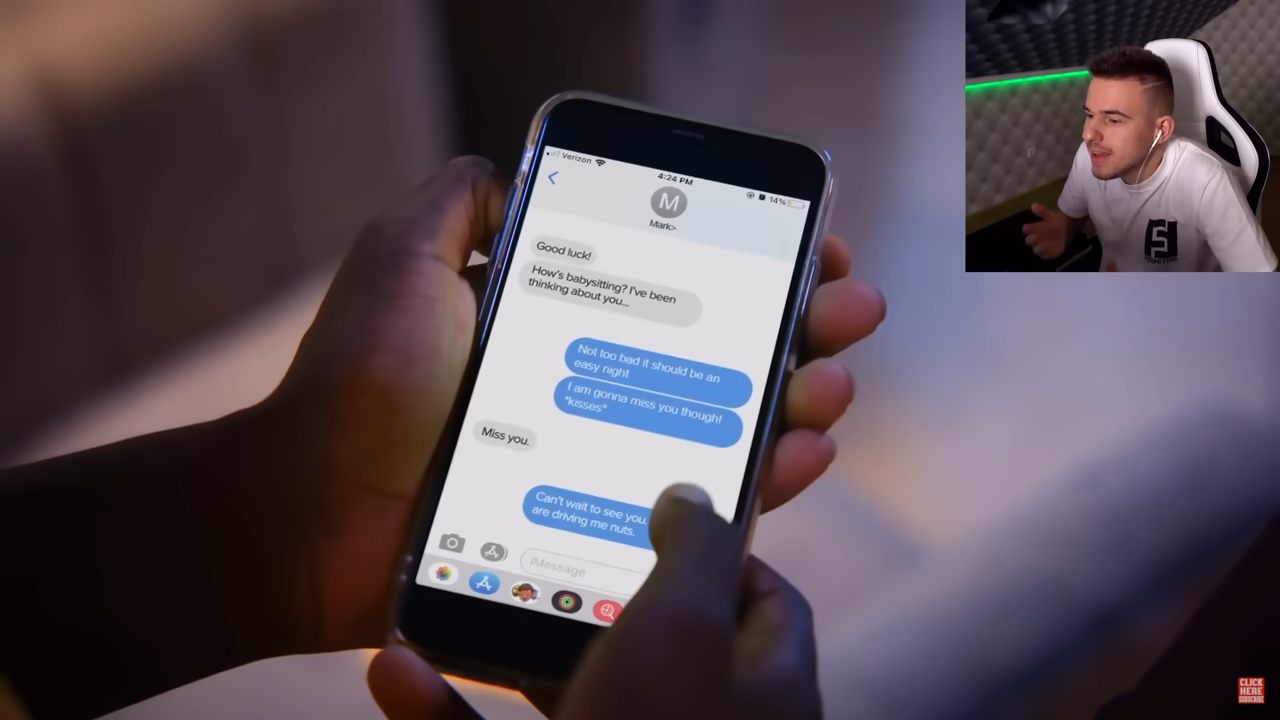 Verizon
4:24 PM
14%
M
Mark>
Good luck!
How's babysitting? I've been
thinking about you...
Not too bad it should be an
easy night
I am gonna miss you though!
*kisses*
Miss you.
Can't wait to see you.
are driving me nuts.
iMessage
S
CLICK
HERE
SUBSCRIBE